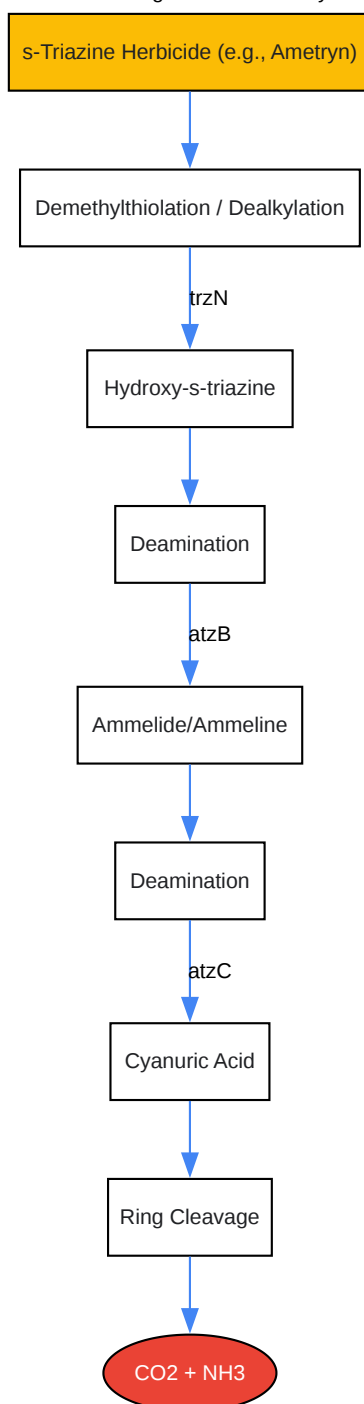 s-Triazine Herbicide (e.g., Ametryn)
Demethylthiolation / Dealkylation
trzN
Hydroxy-s-triazine
Deamination
atzB
Ammelide/Ammeline
Deamination
atzC
Cyanuric Acid
Ring Cleavage
CO2 + NH3